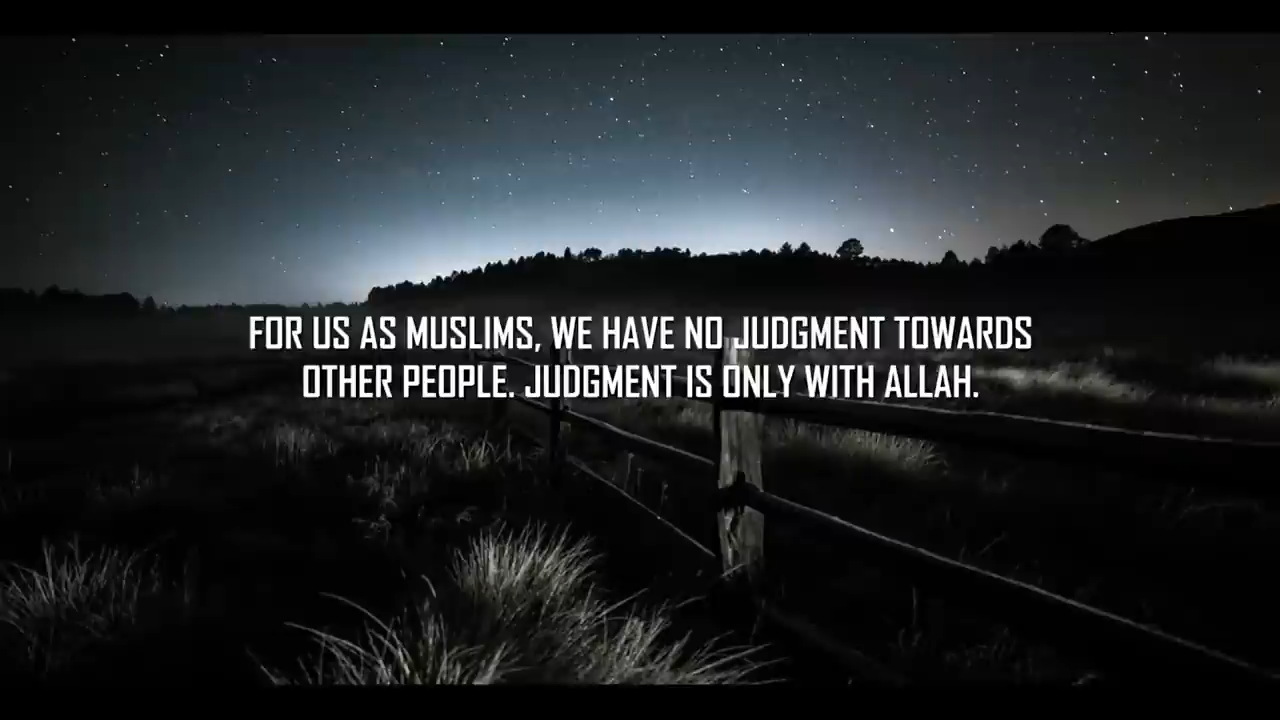 FOR US AS MUSLIMS, WE HAVE NO JUDGMENT TOWARDS
OTHER PEOPLE. JUDGMENT IS ONLY WITH ALLAH.